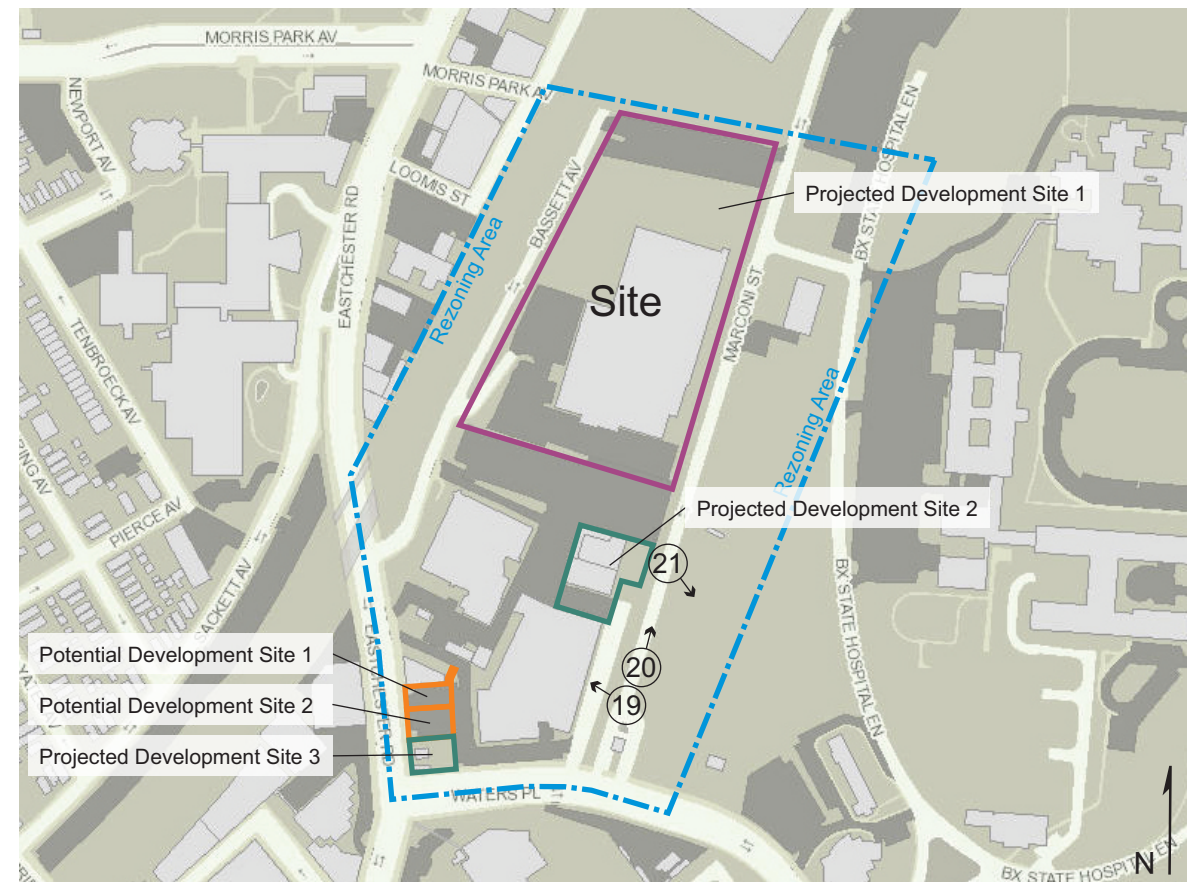 MORRIS PARK AV
MORRIS PARK AV
NEWPORT AV
LOOMIS ST
BASSETT AV
EASTCHESTER RD
BX STATE HOSPITAL EN
Projected Development Site 1
Rezoning Area
Site
MARCONI ST
TENBROECK AV
PIERCE AV
SACKETT AV
Rezoning Area
Projected Development Site 2
21
20
19
BX STATE HOSPITAL EN
EASTCHESTER RD
Potential Development Site 1
Potential Development Site 2
Projected Development Site 3
WATERS PL
BX STATE HOSPITAL EN
N